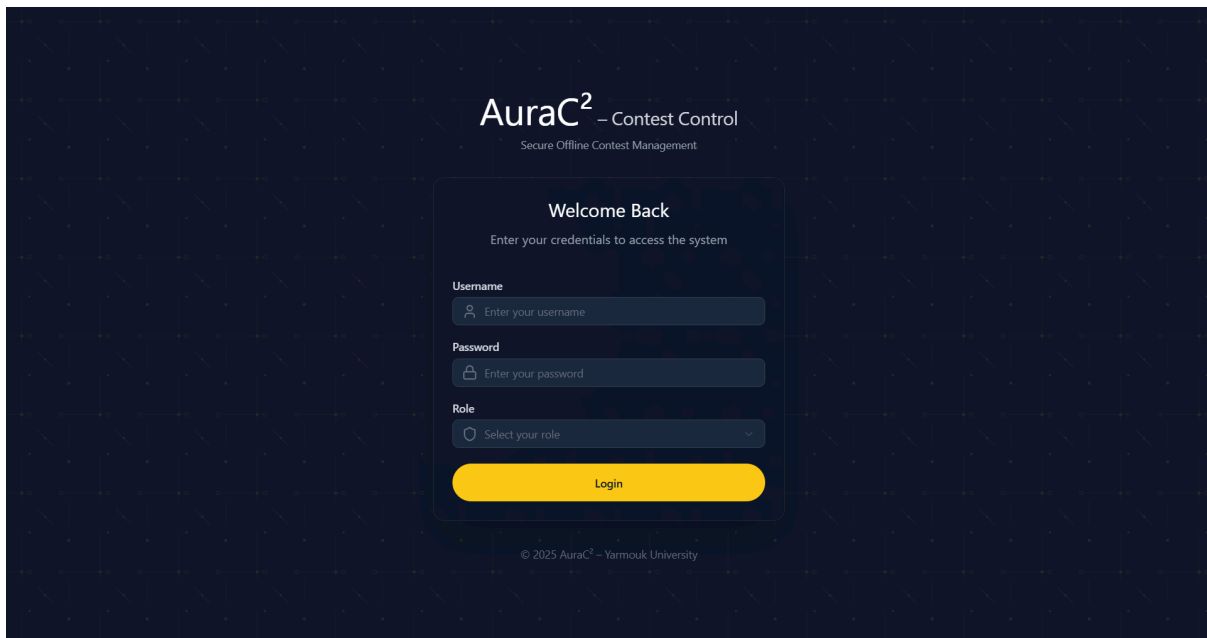 AuraC² – Contest Control
Secure Offline Contest Management
Welcome Back
Enter your credentials to access the system
Username
Enter your username
Password
Enter your password
Role
Select your role
Login
© 2025 AuraC² – Yarmouk University